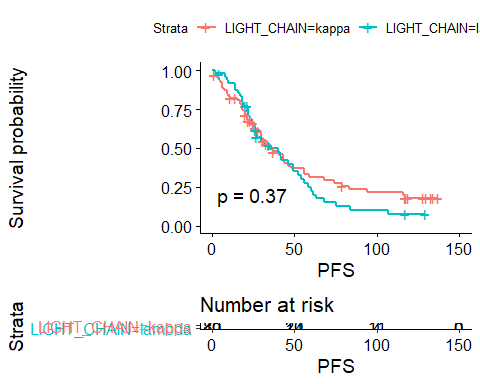 Strata LIGHT_CHAIN=kappa LIGHT_CHAIN=l
Survival probability
1.00
0.75
0.50
0.25
0.00
p = 0.37
0 50 100 150
PFS
Number at risk
Strata
LIGHT_CHAIN=kappa
0 50 100 150
PFS